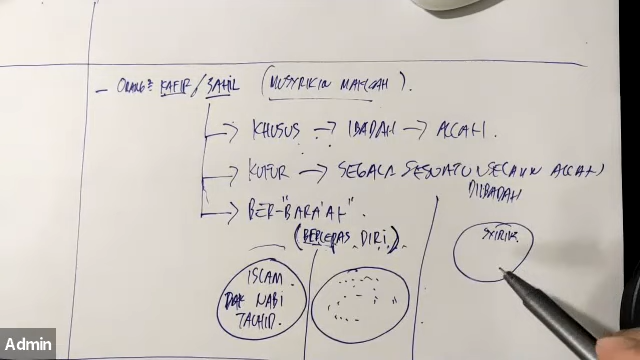 - ORANG2 KAFIR / JAHIL (MUSYRIKIN MAKKAH).
→ KHUSUS → IBADAH → ALLAH.
→ KUFUR → SEGALA SESUATU (SELAIN ALLAH)
DIIBADAH
→ BER-"BARA'AH".
(BERLEPAS DIRI)
SYIRIK
ISLAM
NABI
TAUHID.
Admin